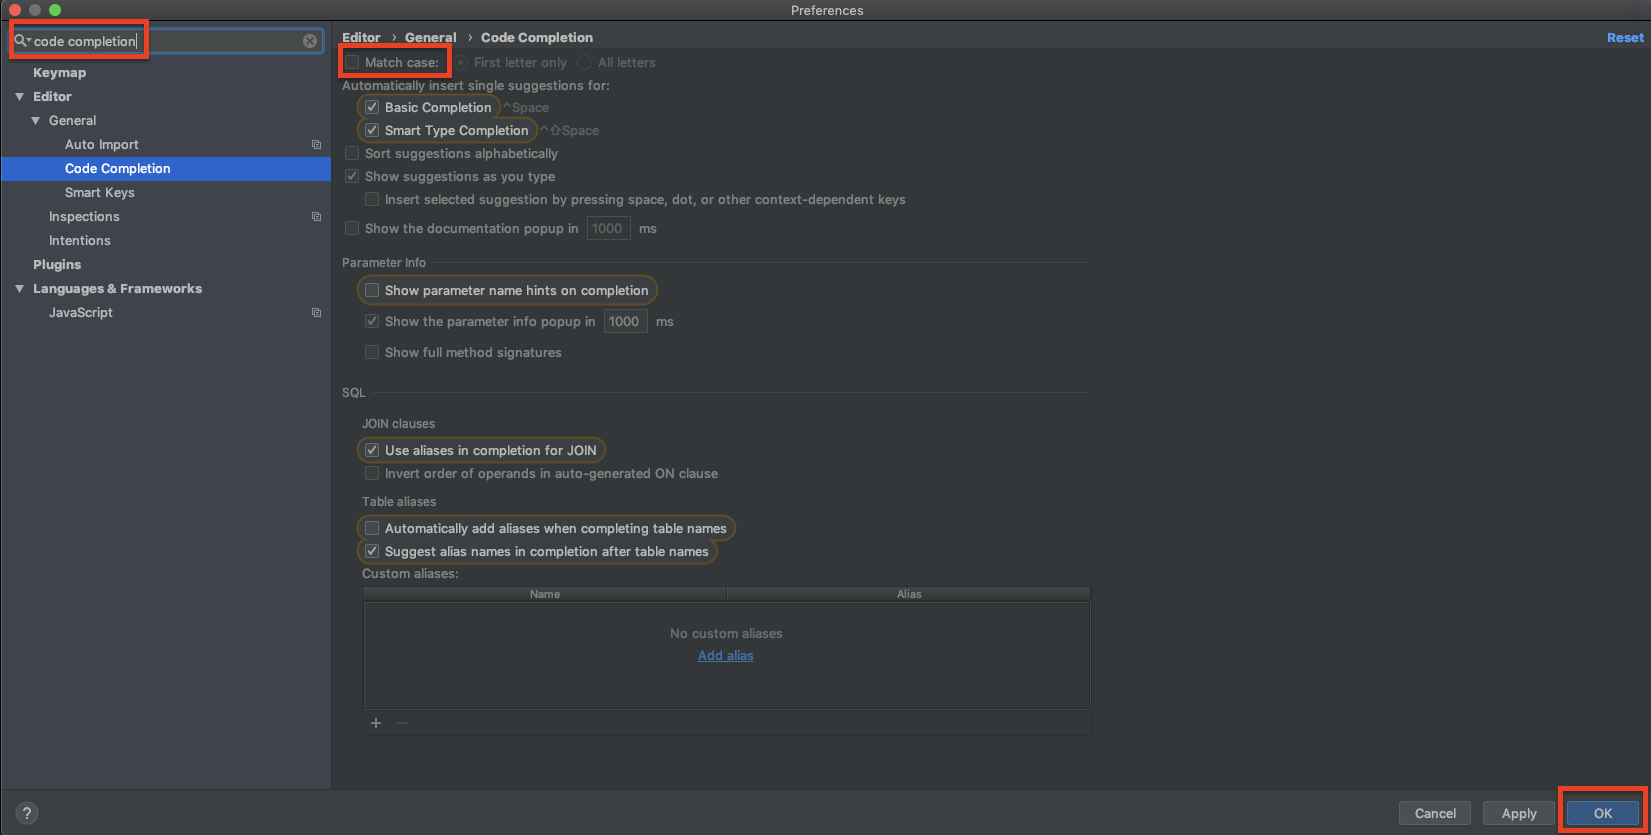 Preferences
code completion
Keymap
Editor
General
Auto Import
Code Completion
Smart Keys
Inspections
Intentions
Plugins
Languages & Frameworks
JavaScript
Editor › General › Code Completion
Reset
Match case: First letter only All letters
Automatically insert single suggestions for:
Basic Completion ^Space
Smart Type Completion ^⇧Space
Sort suggestions alphabetically
Show suggestions as you type
Insert selected suggestion by pressing space, dot, or other context-dependent keys
Show the documentation popup in 1000 ms
Parameter Info
Show parameter name hints on completion
Show the parameter info popup in 1000 ms
Show full method signatures
SQL
JOIN clauses
Use aliases in completion for JOIN
Invert order of operands in auto-generated ON clause
Table aliases
Automatically add aliases when completing table names
Suggest alias names in completion after table names
Custom aliases:
Name Alias
No custom aliases
Add alias
+ −
? Cancel Apply OK